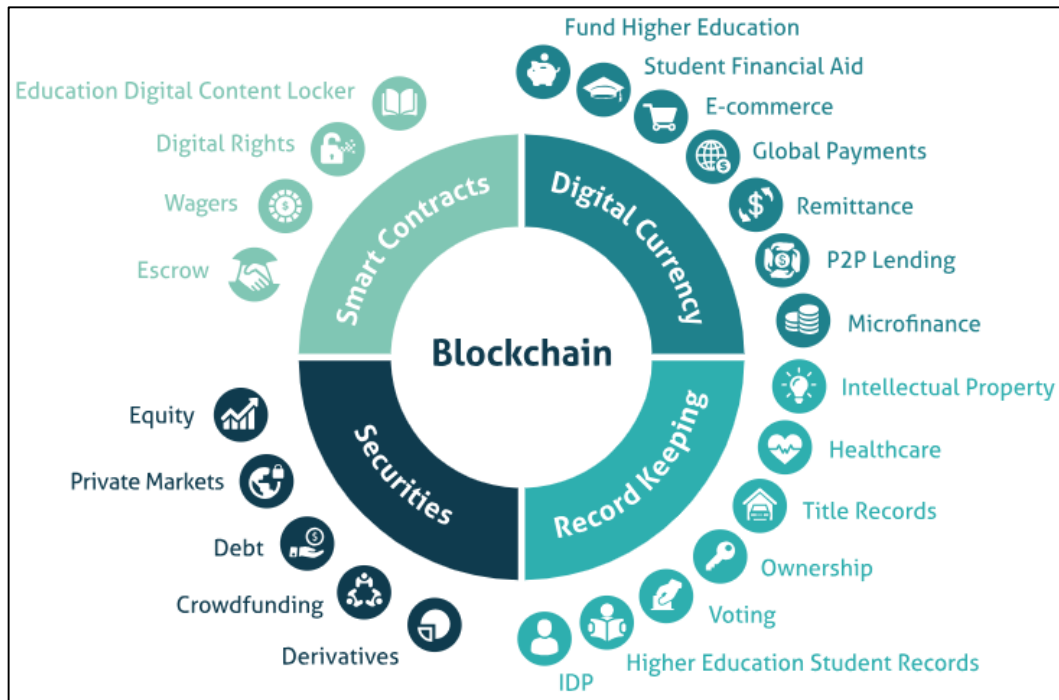 Fund Higher Education
Student Financial Aid
E-commerce
Global Payments
Remittance
P2P Lending
Microfinance
Intellectual Property
Healthcare
Title Records
Ownership
Voting
Higher Education Student Records
IDP
Education Digital Content Locker
Digital Rights
Wagers
Escrow
Equity
Private Markets
Debt
Crowdfunding
Derivatives
Smart Contracts
Digital Currency
Securities
Record Keeping
Blockchain